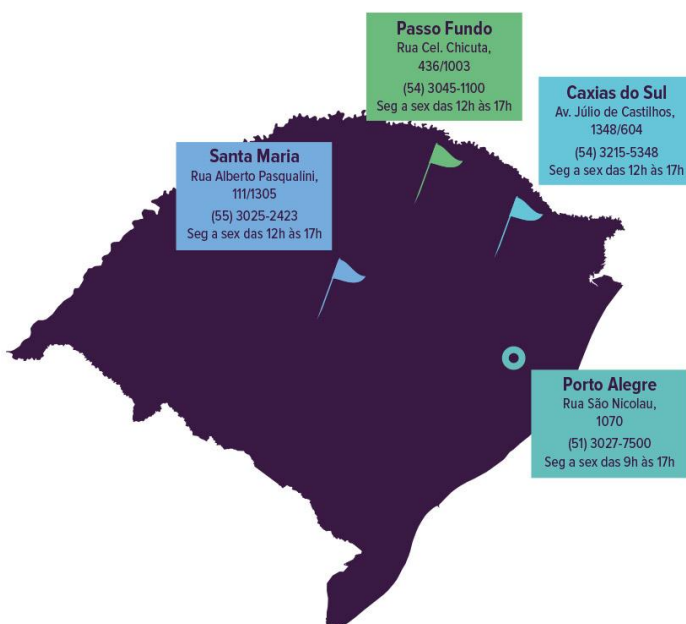 Passo Fundo
Rua Cel. Chicuta,
436/1003
(54) 3045-1100
Seg a sex das 12h às 17h
Caxias do Sul
Av. Júlio de Castilhos,
1348/604
(54) 3215-5348
Seg a sex das 12h às 17h
Santa Maria
Rua Alberto Pasqualini,
111/1305
(55) 3025-2423
Seg a sex das 12h às 17h
Porto Alegre
Rua São Nicolau,
1070
(51) 3027-7500
Seg a sex das 9h às 17h